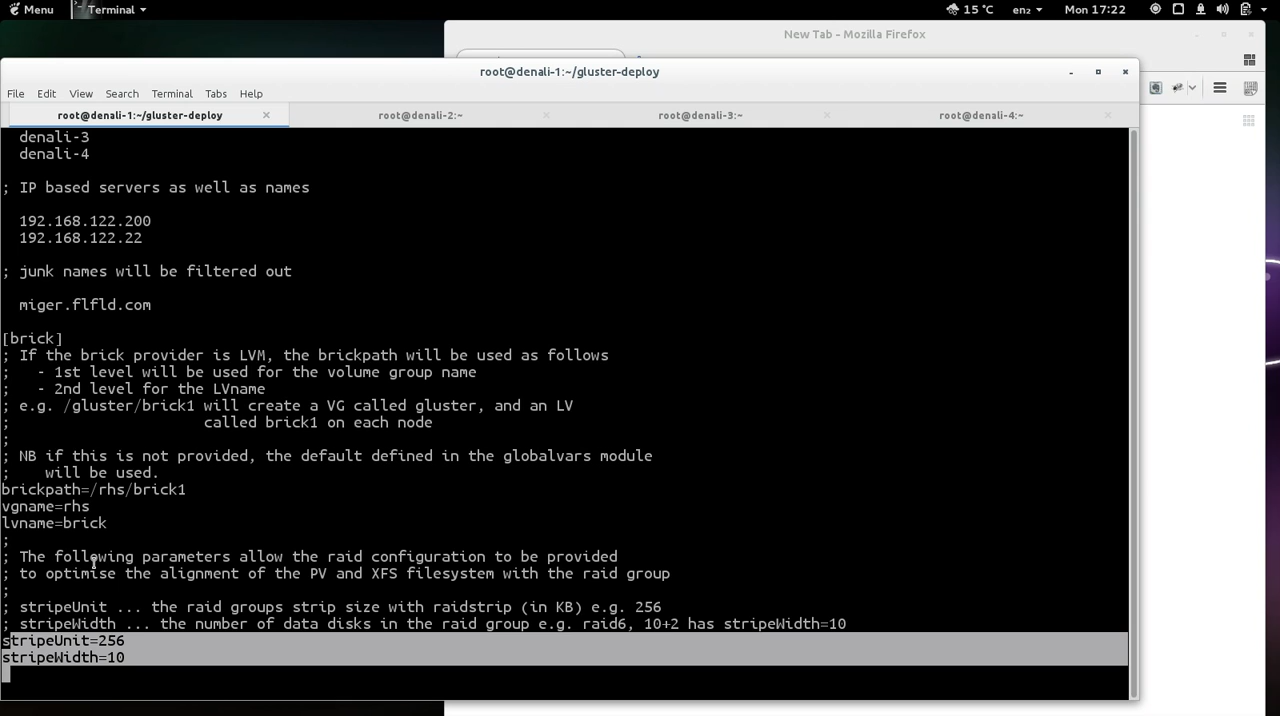 Menu
Terminal
15 °C
en₂
Mon 17:22
New Tab - Mozilla Firefox
root@denali-1:~/gluster-deploy
File Edit View Search Terminal Tabs Help
root@denali-1:~/gluster-deploy
root@denali-2:~
root@denali-3:~
root@denali-4:~
denali-3
denali-4
; IP based servers as well as names
192.168.122.200
192.168.122.22
; junk names will be filtered out
miger.flfld.com
[brick]
; If the brick provider is LVM, the brickpath will be used as follows
;   - 1st level will be used for the volume group name
;   - 2nd level for the LVname
; e.g. /gluster/brick1 will create a VG called gluster, and an LV
;                      called brick1 on each node
;
; NB if this is not provided, the default defined in the globalvars module
;    will be used.
brickpath=/rhs/brick1
vgname=rhs
lvname=brick
;
; The following parameters allow the raid configuration to be provided
; to optimise the alignment of the PV and XFS filesystem with the raid group
;
; stripeUnit ... the raid groups strip size with raidstrip (in KB) e.g. 256
; stripeWidth ... the number of data disks in the raid group e.g. raid6, 10+2 has stripeWidth=10
stripeUnit=256
stripeWidth=10